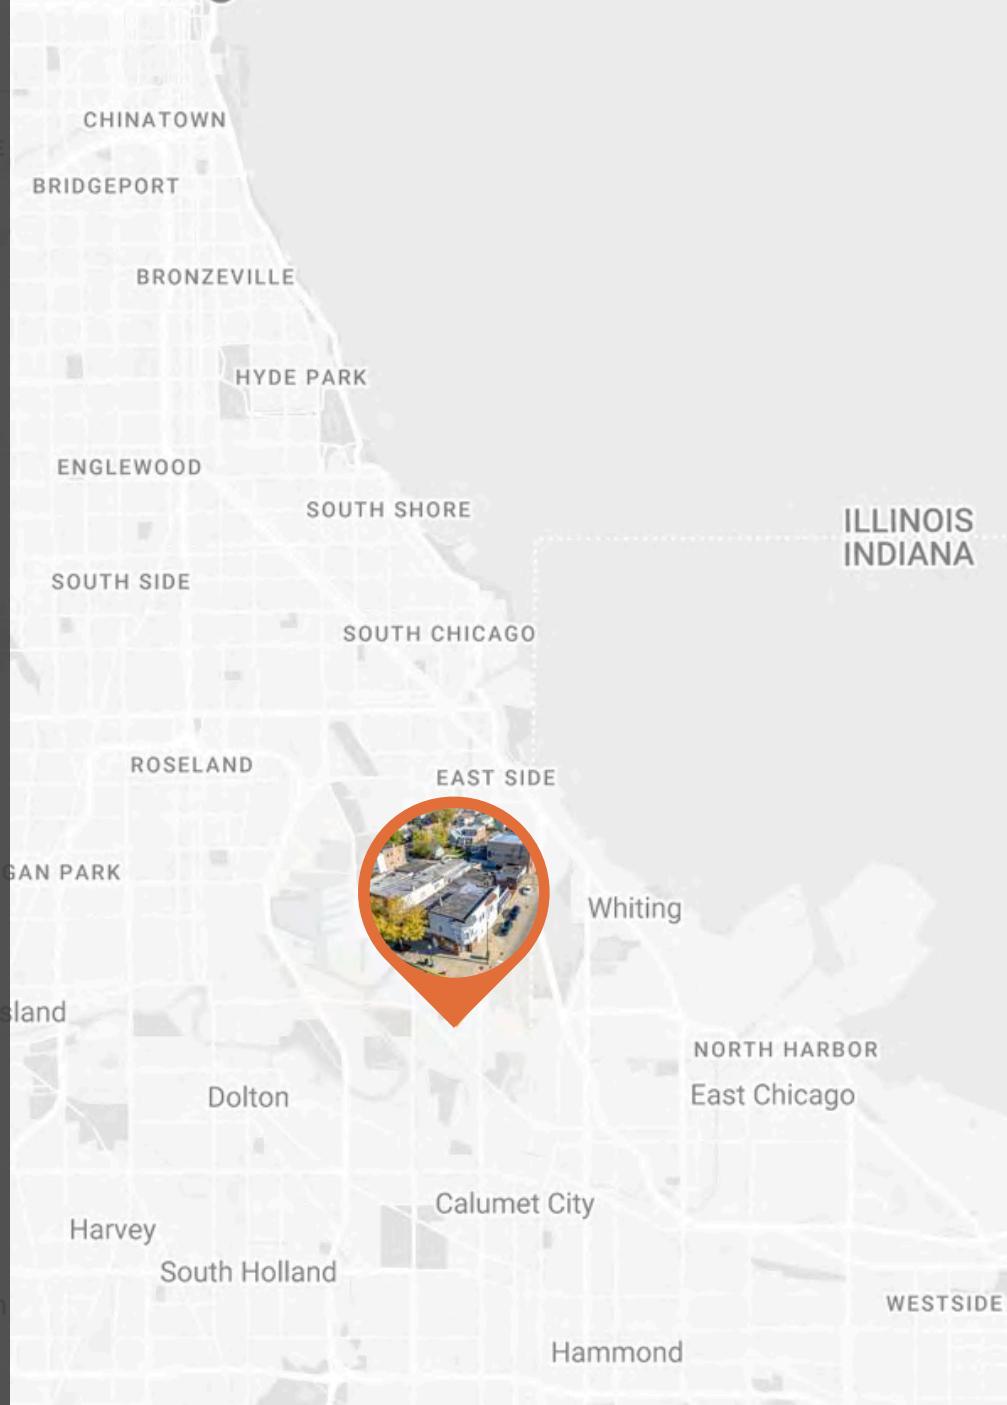 CHINATOWN
BRIDGEPORT
BRONZEVILLE
HYDE PARK
ENGLEWOOD
SOUTH SHORE
ILLINOIS
INDIANA
SOUTH SIDE
SOUTH CHICAGO
ROSELAND
EAST SIDE
GAN PARK
Whiting
sland
NORTH HARBOR
Dolton
East Chicago
Calumet City
Harvey
South Holland
WESTSIDE
Hammond